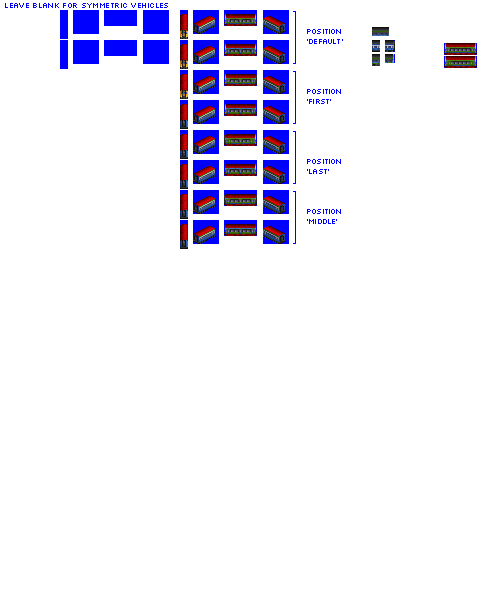 LEAVE BLANK FOR SYMMETRIC VEHICLES
POSITION
'DEFAULT'
POSITION
'FIRST'
POSITION
'LAST'
POSITION
'MIDDLE'